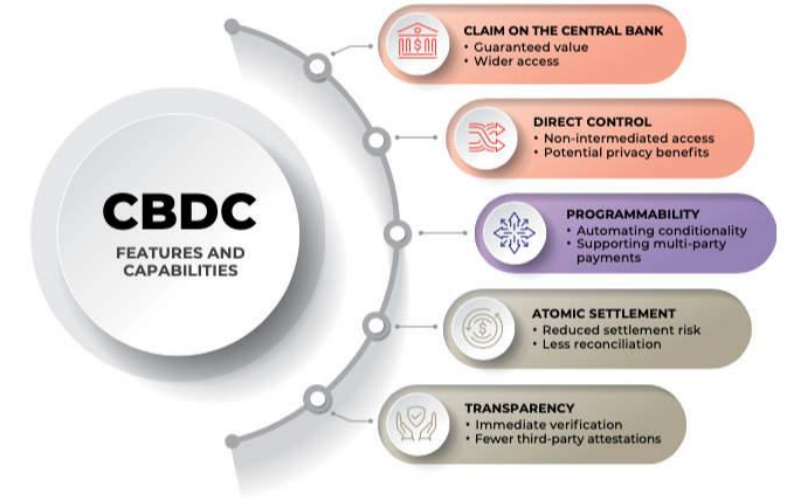 CBDC
FEATURES AND
CAPABILITIES
CLAIM ON THE CENTRAL BANK
• Guaranteed value
• Wider access
DIRECT CONTROL
• Non-intermediated access
• Potential privacy benefits
PROGRAMMABILITY
• Automating conditionality
• Supporting multi-party
payments
ATOMIC SETTLEMENT
• Reduced settlement risk
• Less reconciliation
TRANSPARENCY
• Immediate verification
• Fewer third-party attestations